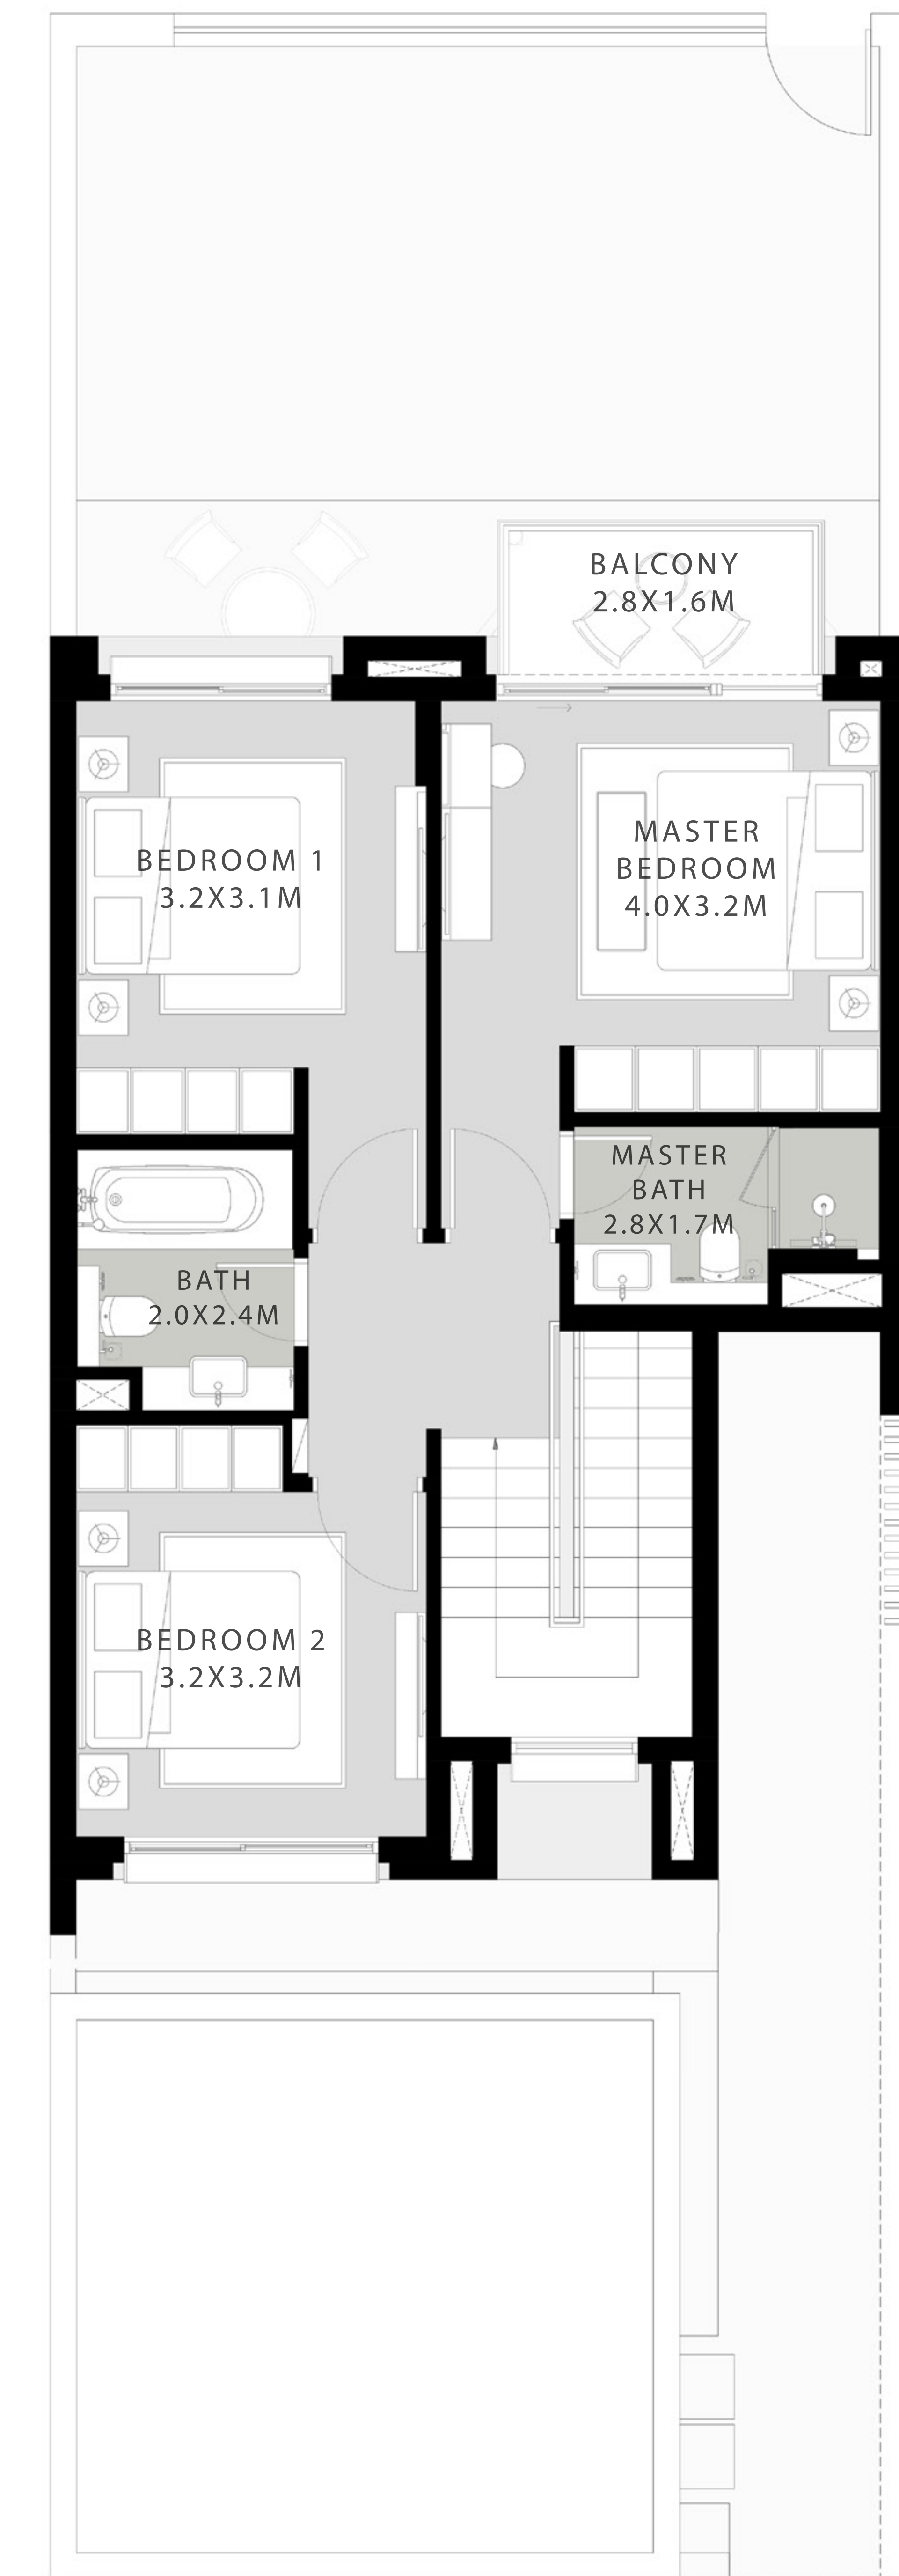 BALCONY
2.8X1.6M
BEDROOM 1
3.2X3.1M
MASTER
BEDROOM
4.0X3.2M
MASTER
BATH
2.8X1.7M
BATH
2.0X2.4M
BEDROOM 2
3.2X3.2M